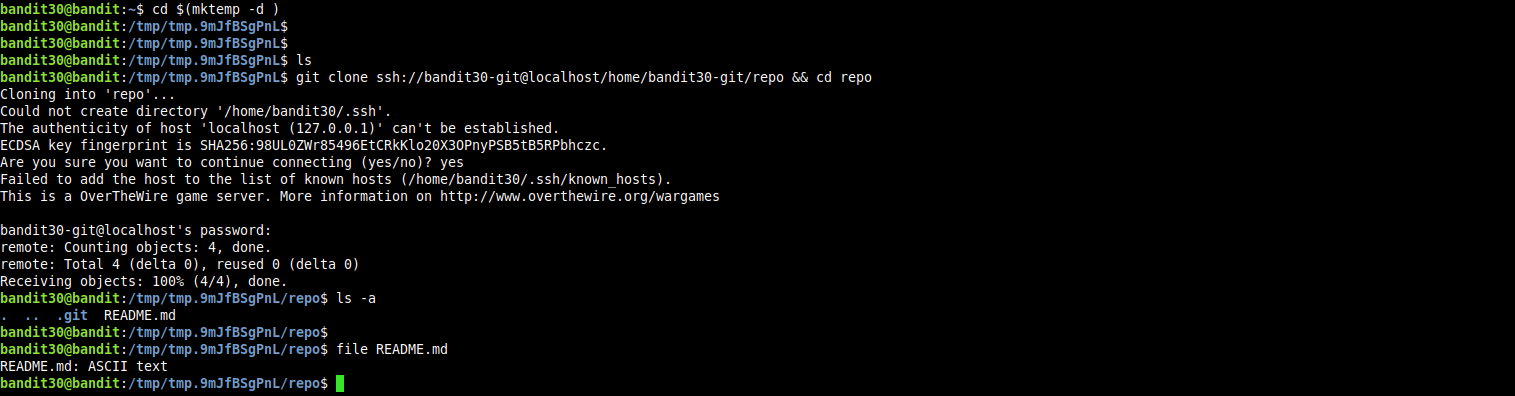 bandit30@bandit:~$ cd $(mktemp -d )
bandit30@bandit:/tmp/tmp.9mJfBSgPnL$
bandit30@bandit:/tmp/tmp.9mJfBSgPnL$
bandit30@bandit:/tmp/tmp.9mJfBSgPnL$ ls
bandit30@bandit:/tmp/tmp.9mJfBSgPnL$ git clone ssh://bandit30-git@localhost/home/bandit30-git/repo && cd repo
Cloning into 'repo'...
Could not create directory '/home/bandit30/.ssh'.
The authenticity of host 'localhost (127.0.0.1)' can't be established.
ECDSA key fingerprint is SHA256:98UL0ZWr85496EtCRkKlo20X3OPnyPSB5tB5RPbhczc.
Are you sure you want to continue connecting (yes/no)? yes
Failed to add the host to the list of known hosts (/home/bandit30/.ssh/known_hosts).
This is a OverTheWire game server. More information on http://www.overthewire.org/wargames
bandit30-git@localhost's password:
remote: Counting objects: 4, done.
remote: Total 4 (delta 0), reused 0 (delta 0)
Receiving objects: 100% (4/4), done.
bandit30@bandit:/tmp/tmp.9mJfBSgPnL/repo$ ls -a
.  ..  .git  README.md
bandit30@bandit:/tmp/tmp.9mJfBSgPnL/repo$
bandit30@bandit:/tmp/tmp.9mJfBSgPnL/repo$ file README.md
README.md: ASCII text
bandit30@bandit:/tmp/tmp.9mJfBSgPnL/repo$